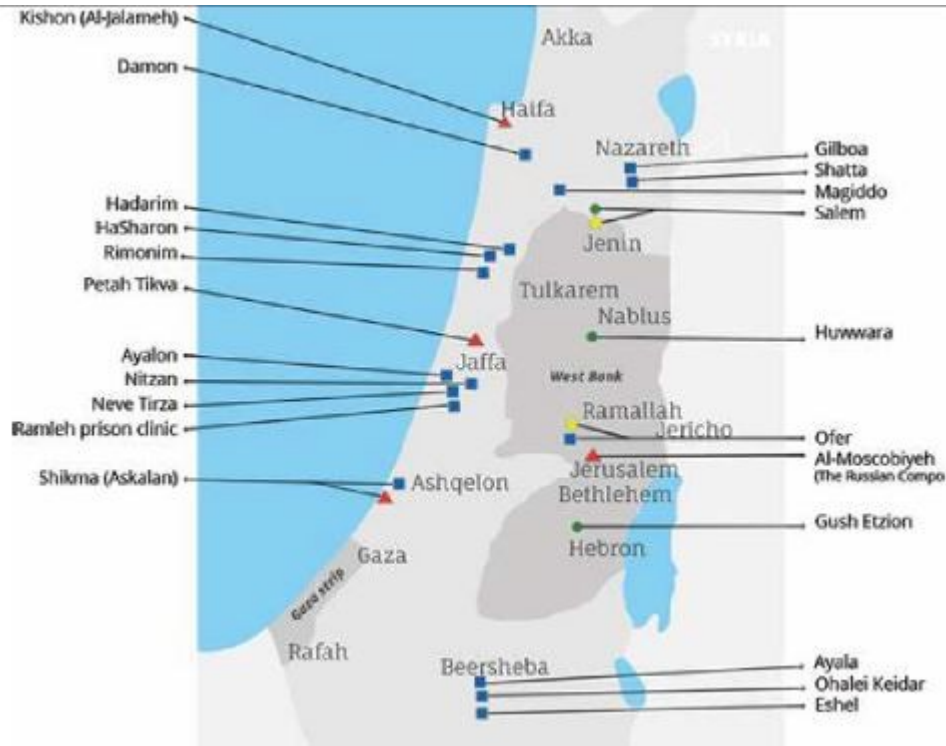 Kishon (Al-Jalameh)
Damon
Hadarim
HaSharon
Rimonim
Petah Tikva
Ayalon
Nitzan
Neve Tirza
Ramleh prison clinic
Shikma (Askalan)
SYRIA
Akka
Haifa
Nazareth
Jenin
Tulkarem
Nablus
Jaffa
West Bank
Ramallah
Jericho
Jerusalem
Bethlehem
Ashqelon
Hebron
Gaza
Gaza strip
Rafah
Beersheba
Gilboa
Shatta
Magiddo
Salem
Huwwara
Ofer
Al-Moscobiyeh
(The Russian Compo
Gush Etzion
Ayala
Ohalei Keidar
Eshel